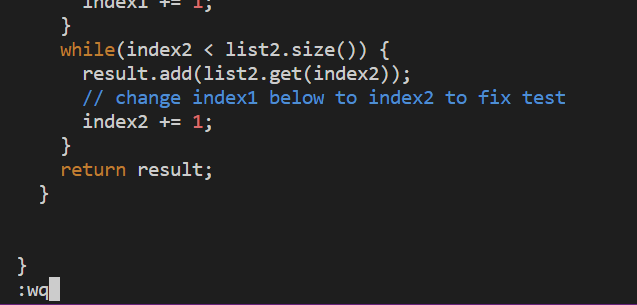 index1 += 1;
}
while(index2 < list2.size()) {
result.add(list2.get(index2));
// change index1 below to index2 to fix test
index2 += 1;
}
return result;
}
}
:wq